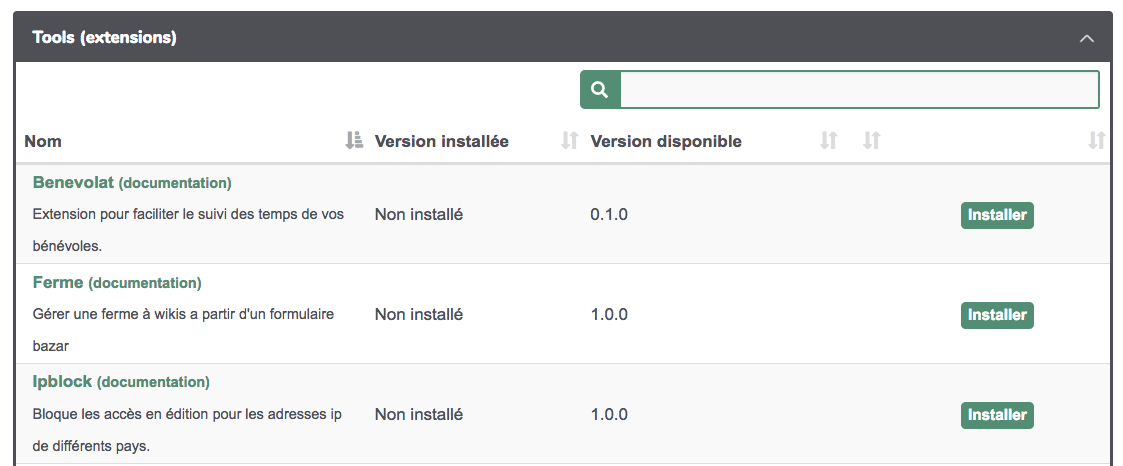 Tools (extensions)
Nom Version installée Version disponible
Benevolat (documentation)
Extension pour faciliter le suivi des temps de vos
bénévoles.
Non installé 0.1.0 Installer
Ferme (documentation)
Gérer une ferme à wikis a partir d'un formulaire
bazar
Non installé 1.0.0 Installer
Ipblock (documentation)
Bloque les accès en édition pour les adresses ip
de différents pays.
Non installé 1.0.0 Installer